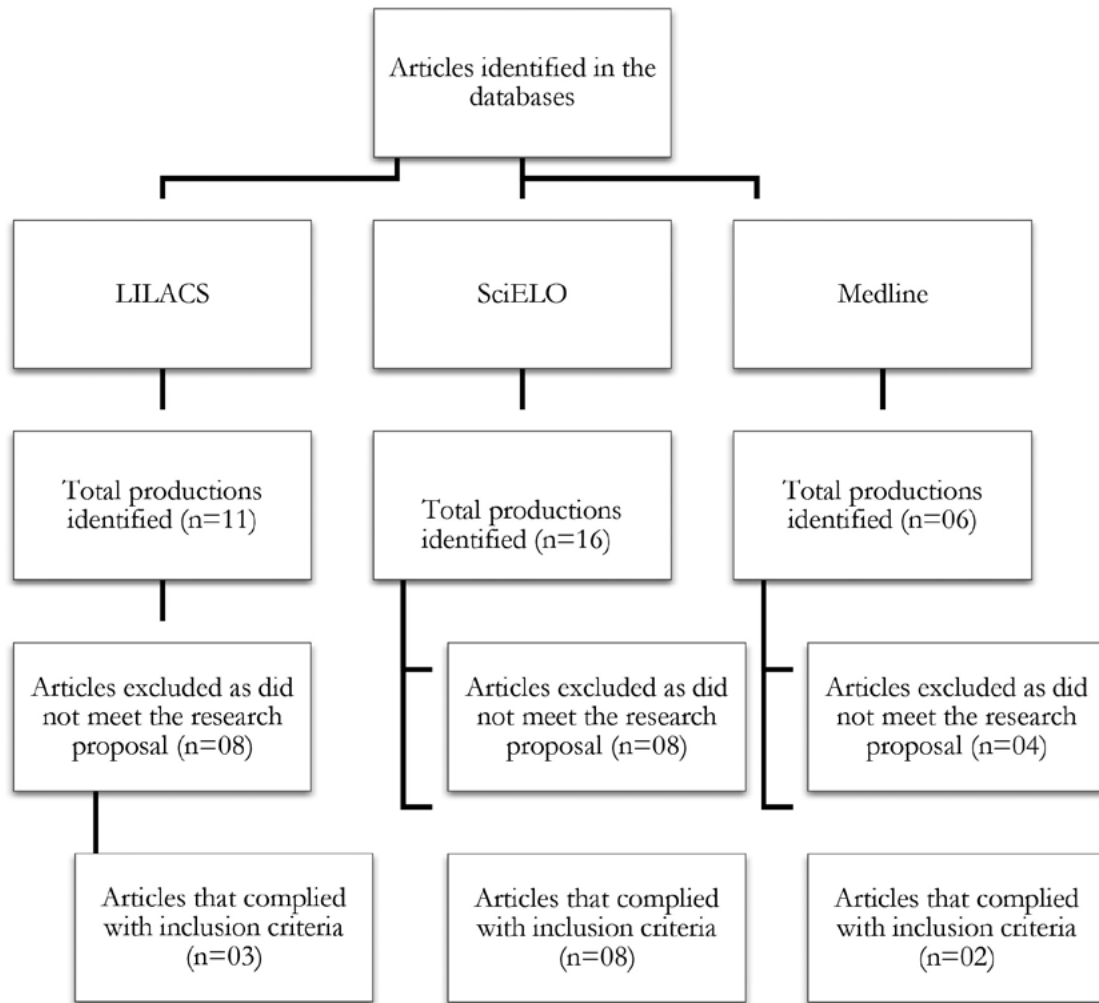 Articles identified in the
databases
LILACS
SciELO
Medline
Total productions
identified (n=11)
Total productions
identified (n=16)
Total productions
identified (n=06)
Articles excluded as did
not meet the research
proposal (n=08)
Articles excluded as did
not meet the research
proposal (n=08)
Articles excluded as did
not meet the research
proposal (n=04)
Articles that complied
with inclusion criteria
(n=03)
Articles that complied
with inclusion criteria
(n=08)
Articles that complied
with inclusion criteria
(n=02)